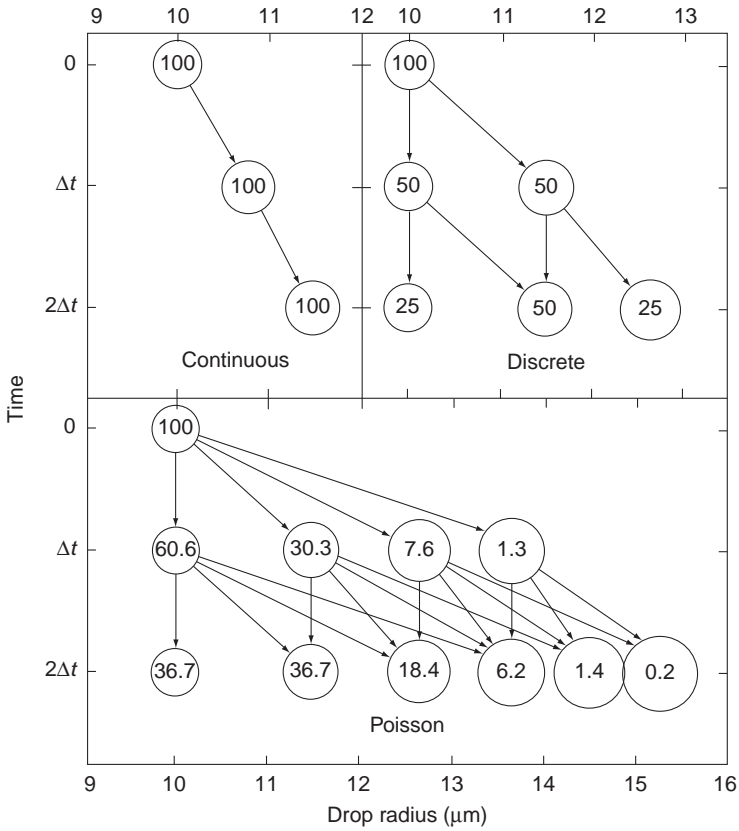 9 10 11 12 10 11 12 13
0 100 100
Δt 100 50 50
2Δt 100 25 50 25
Continuous Discrete
Time
0 100
Δt 60.6 30.3 7.6 1.3
2Δt 36.7 36.7 18.4 6.2 1.4 0.2
Poisson
9 10 11 12 13 14 15 16
Drop radius (μm)